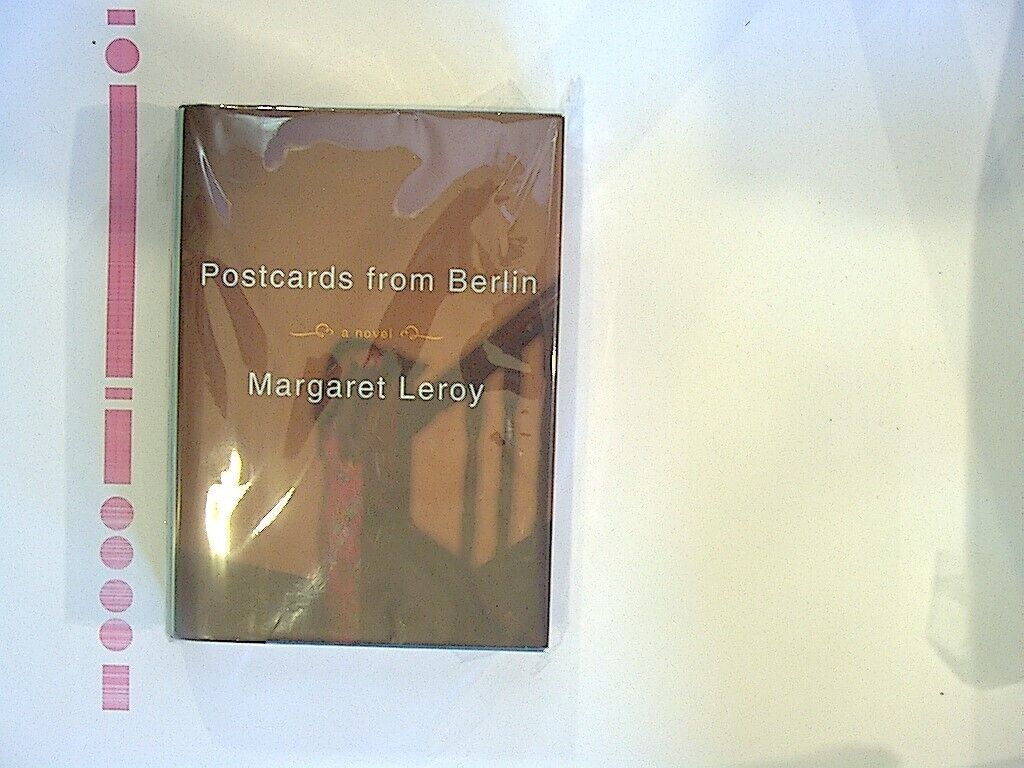 Postcards from Berlin
a novel
Margaret Leroy